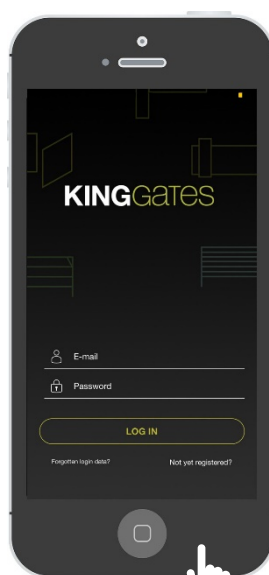 KINGGATES
E-mail
Password
LOG IN
Forgotten login data? Not yet registered?